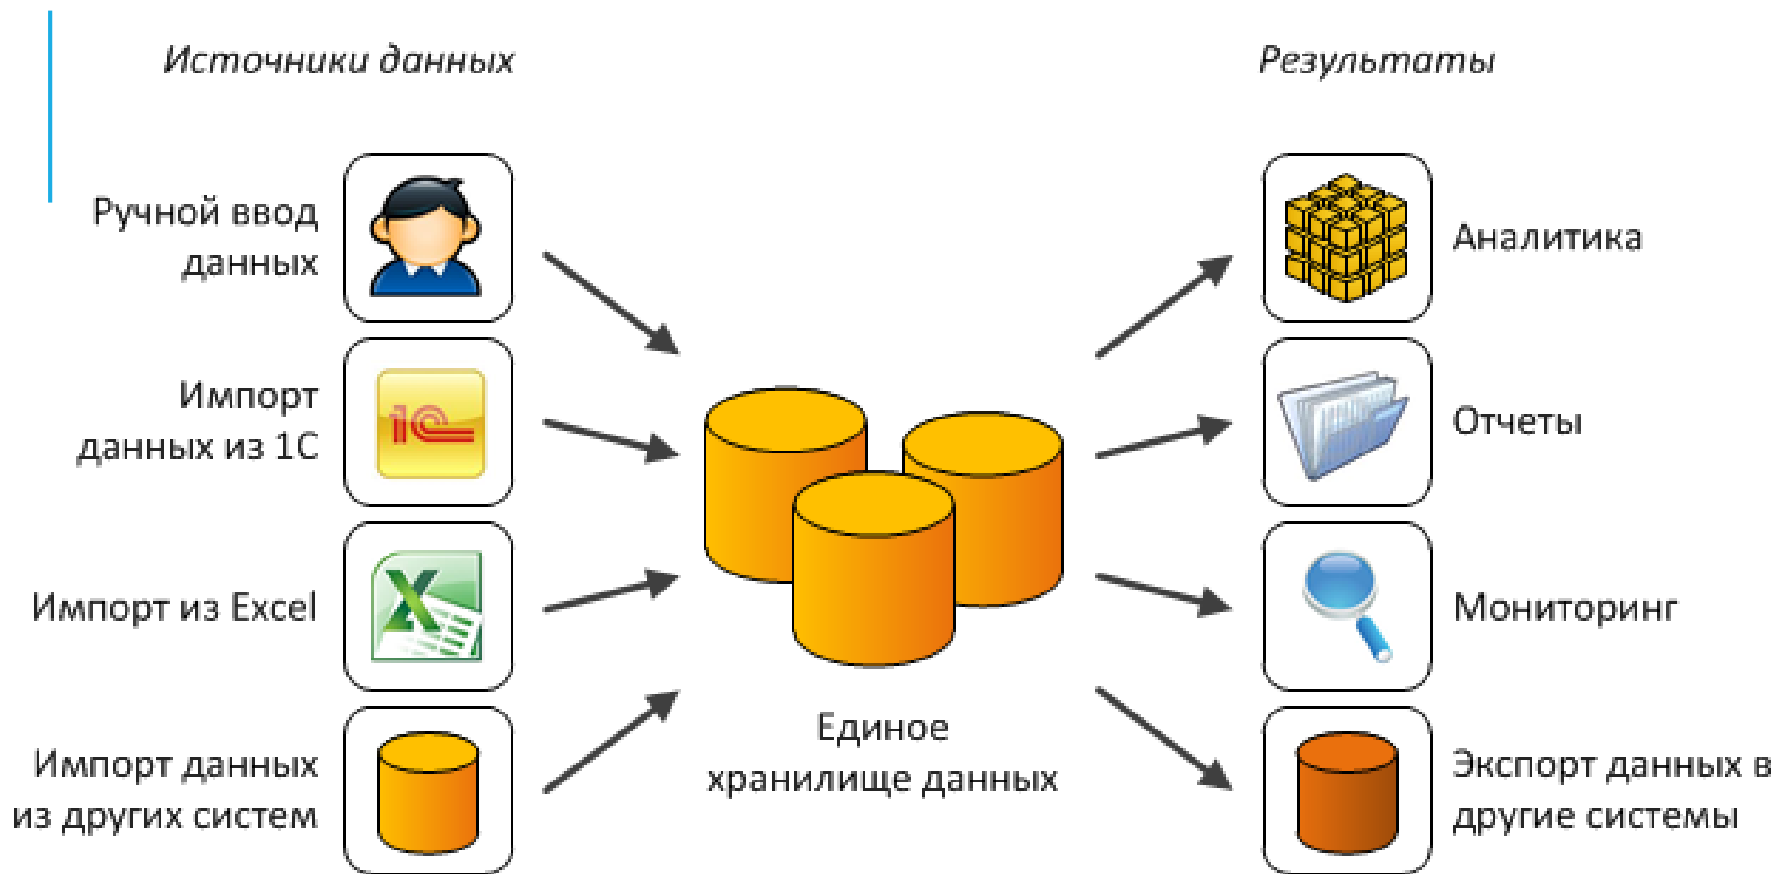 Источники данных
Результаты
Ручной ввод
данных
Импорт
данных из 1С
1С
Импорт из Excel
X
Импорт данных
из других систем
Единое
хранилище данных
Аналитика
Отчеты
Мониторинг
Экспорт данных в
другие системы